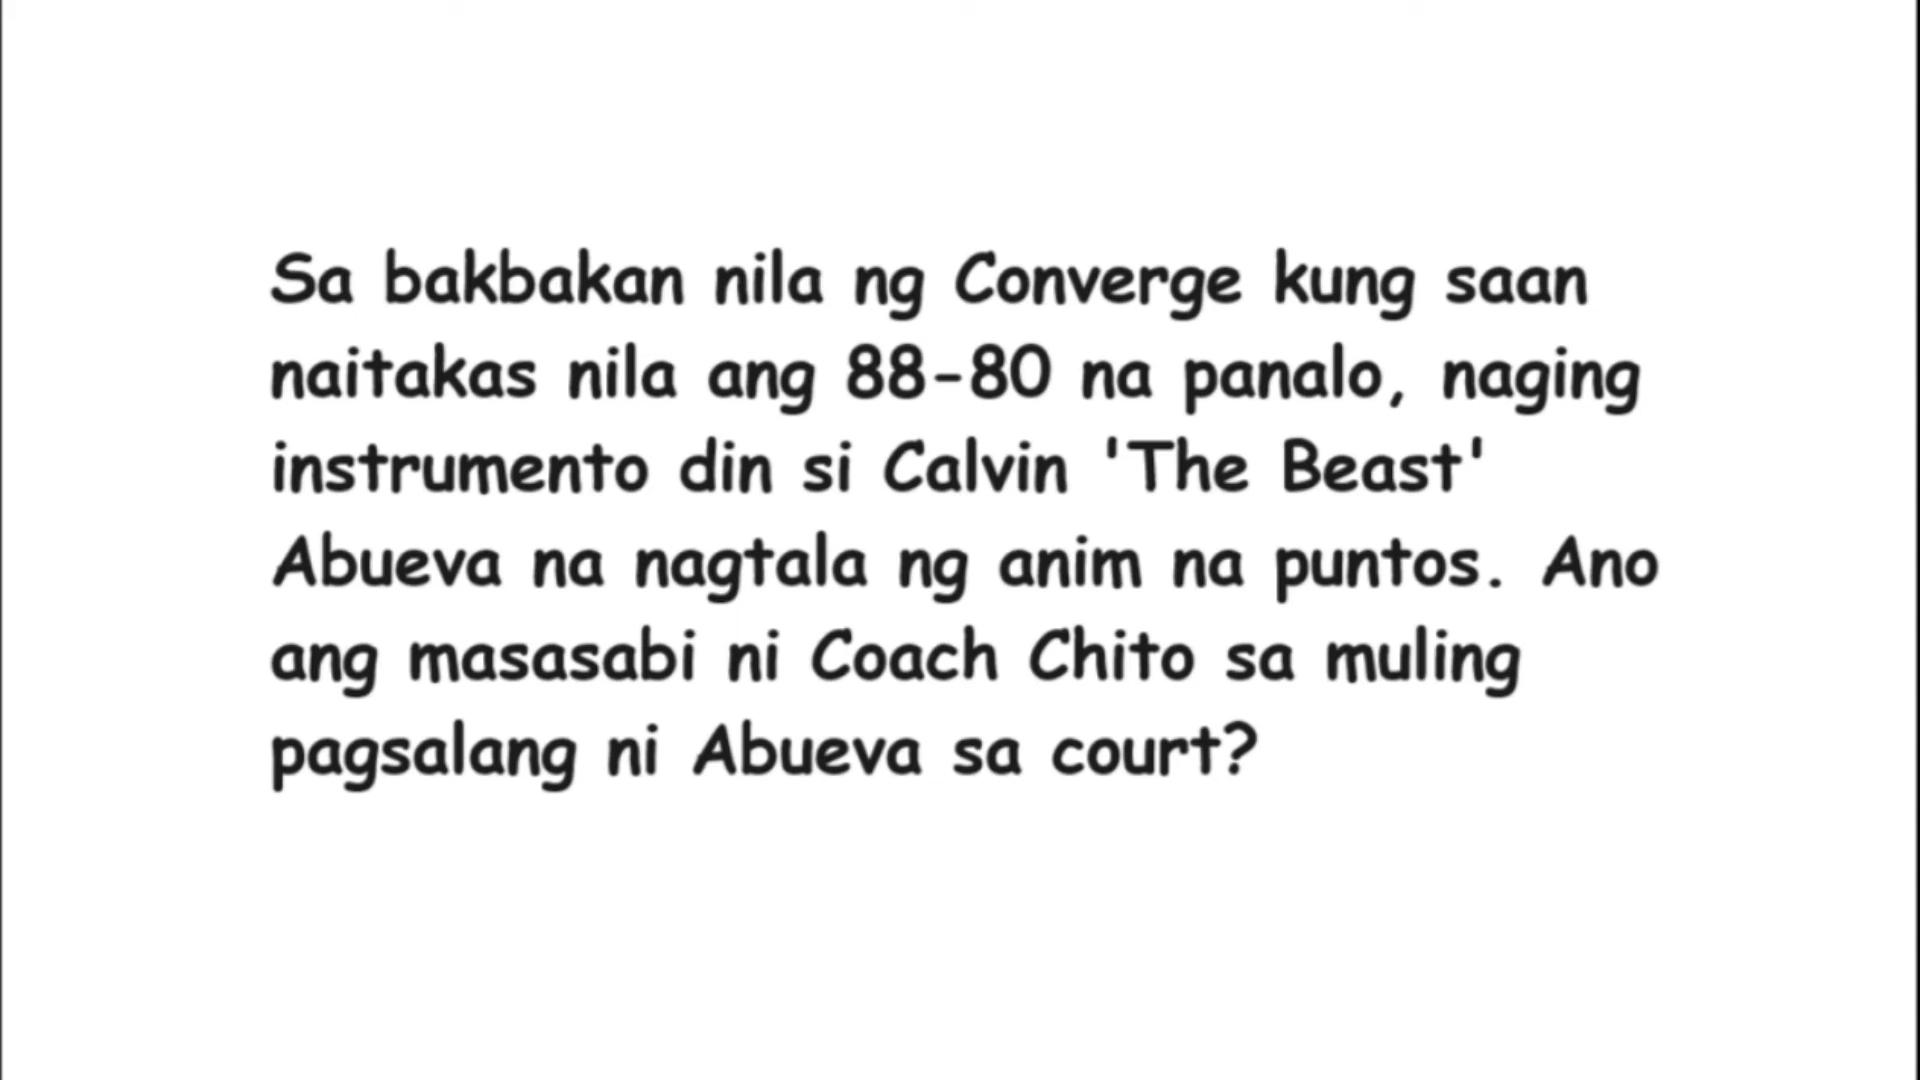 Sa bakbakan nila ng Converge kung saan
naitakas nila ang 88-80 na panalo, naging
instrumento din si Calvin 'The Beast'
Abueva na nagtala ng anim na puntos. Ano
ang masasabi ni Coach Chito sa muling
pagsalang ni Abueva sa court?